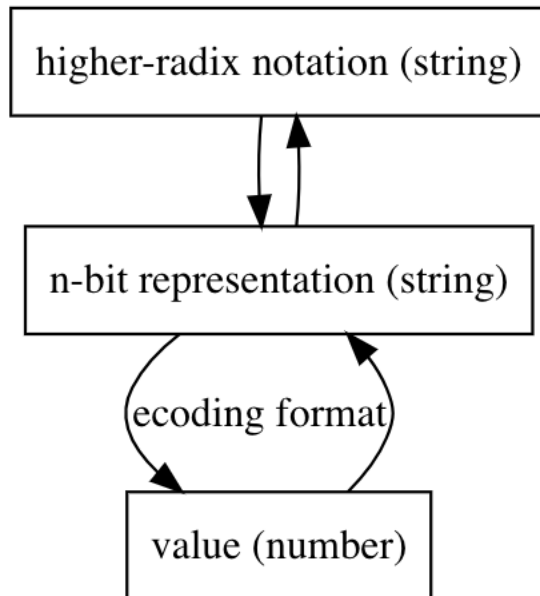 higher-radix notation (string)
n-bit representation (string)
ecoding format
value (number)